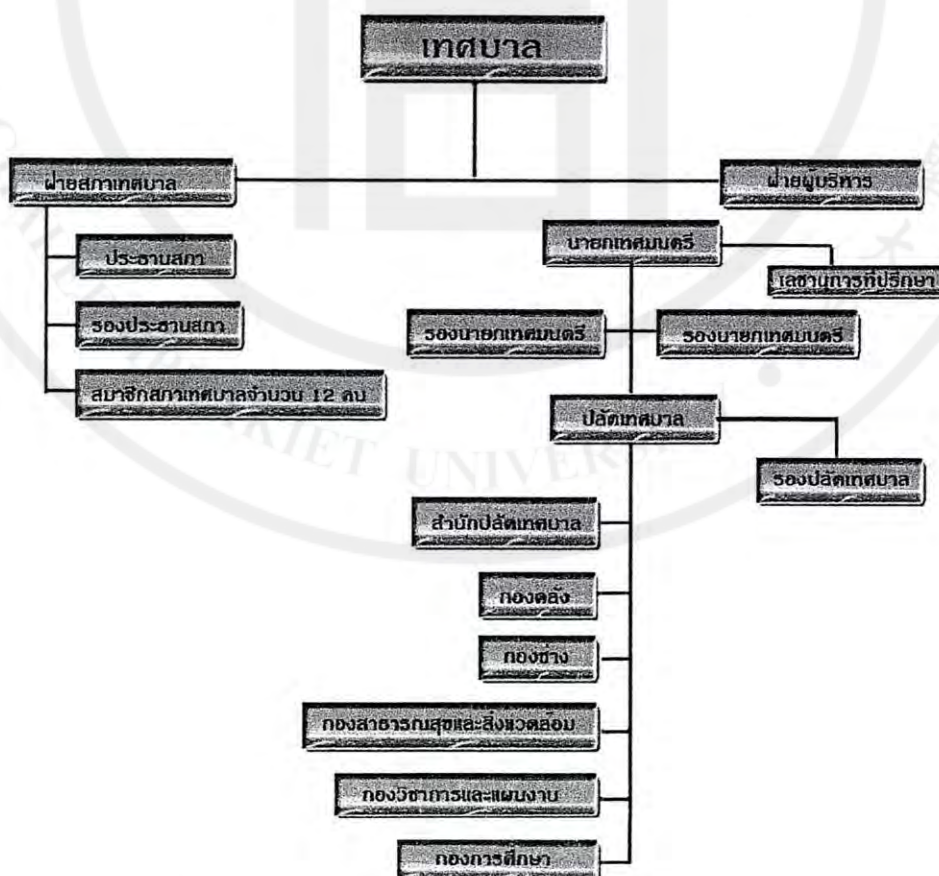 เทศบาล
ฝ่ายสภาเทศบาล
ฝ่ายผู้บริหาร
ประธานสภา
รองประธานสภา
สมาชิกสภาเทศบาลจำนวน 12 คน
นายกเทศมนตรี
เลขานุการที่ปรึกษา
รองนายกเทศมนตรี
รองนายกเทศมนตรี
ปลัดเทศบาล
รองปลัดเทศบาล
สำนักปลัดเทศบาล
กองคลัง
กองช่าง
กองสาธารณสุขและสิ่งแวดล้อม
กองวิชาการและแผนงาน
กองการศึกษา